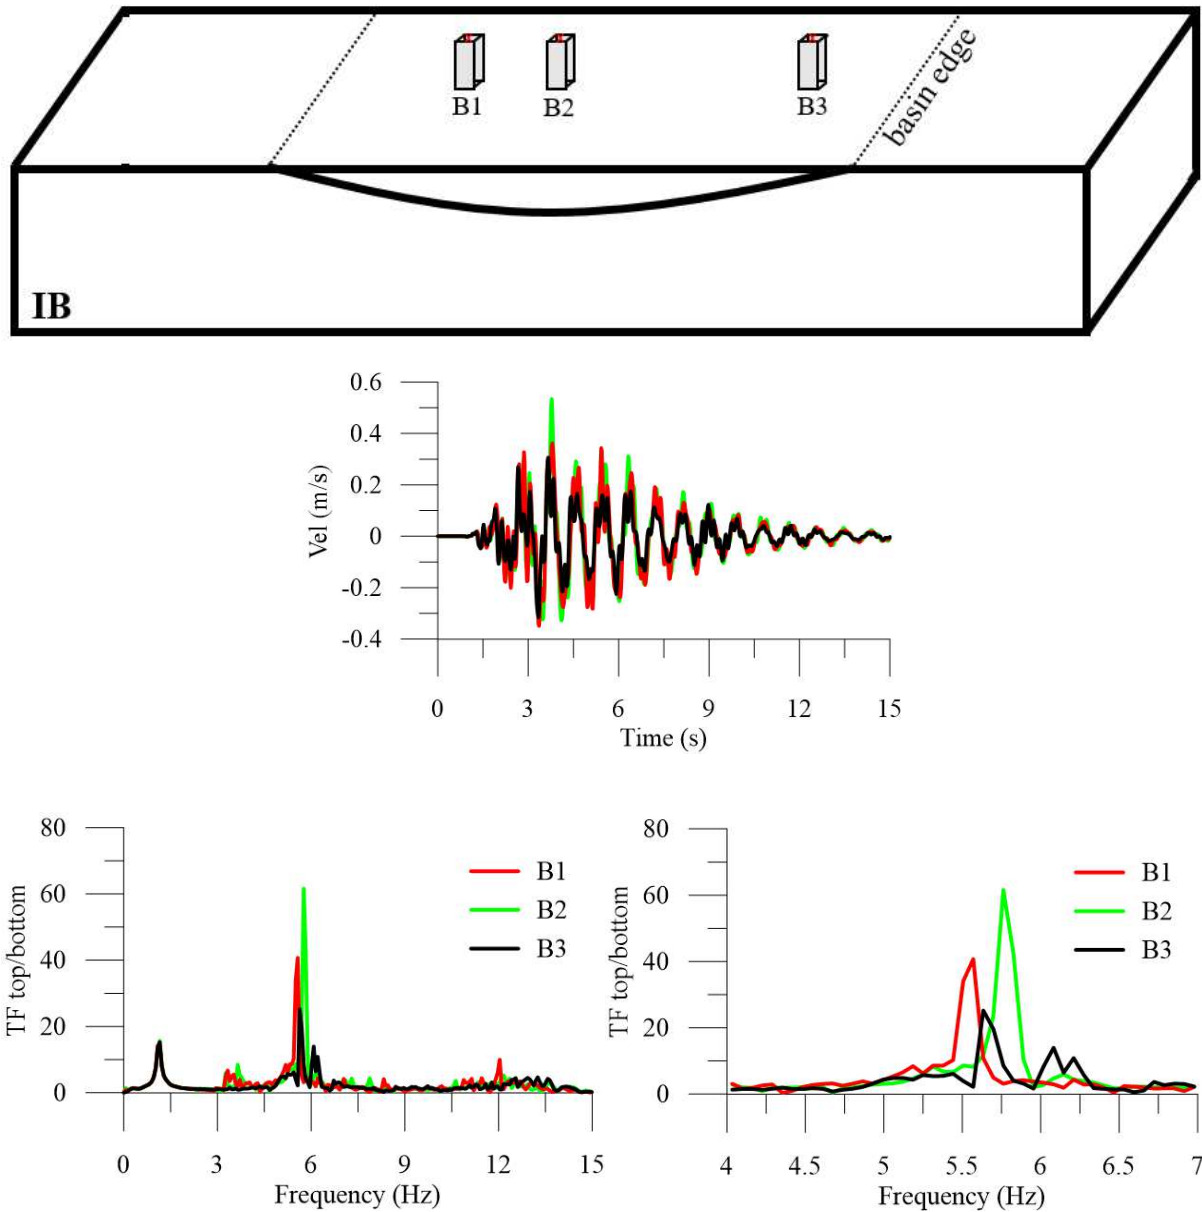 B1
B2
B3
basin edge
IB
0.6
0.4
0.2
0
-0.2
-0.4
Vel (m/s)
0 3 6 9 12 15
Time (s)
80
60
40
20
0
TF top/bottom
B1
B2
B3
0 3 6 9 12 15
Frequency (Hz)
80
60
40
20
0
TF top/bottom
B1
B2
B3
4 4.5 5 5.5 6 6.5 7
Frequency (Hz)